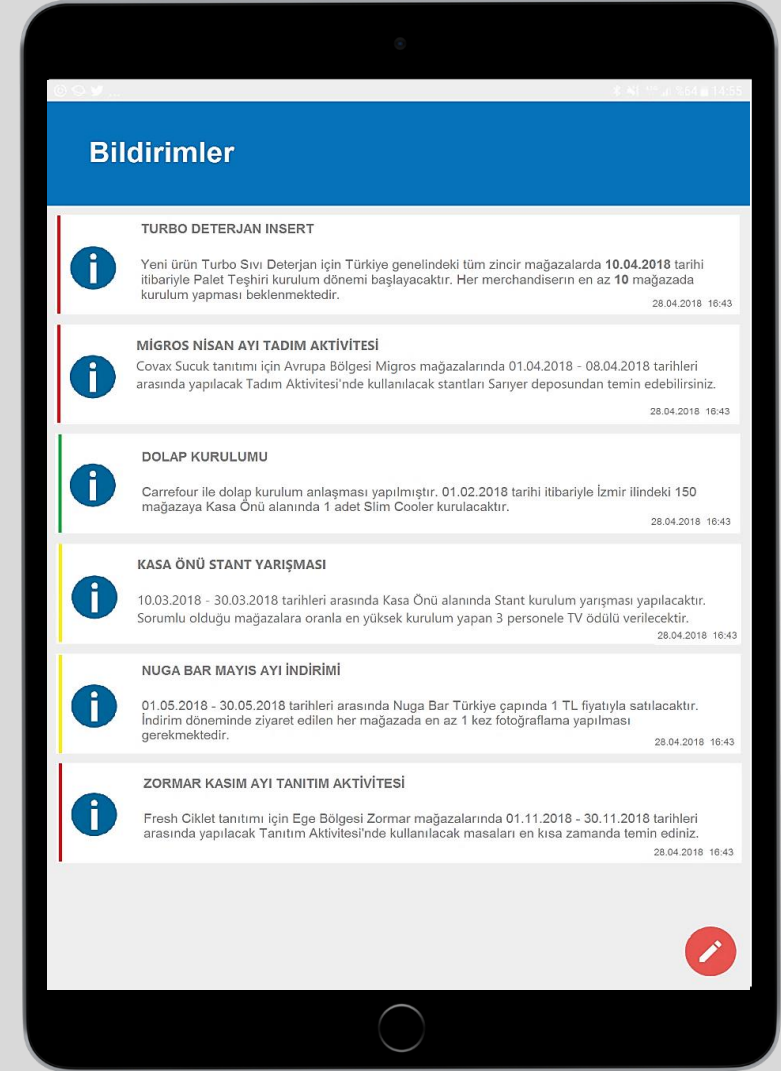 %54 14:55
Bildirimler
TURBO DETERJAN INSERT
Yeni ürün Turbo Sıvı Deterjan için Türkiye genelindeki tüm zincir mağazalarda 10.04.2018 tarihi
itibariyle Palet Teşhiri kurulum dönemi başlayacaktır. Her merchandiserın en az 10 mağazada
kurulum yapması beklenmektedir.
28.04.2018 16:43
MİGROS NİSAN AYI TADIM AKTİVİTESİ
Covax Sucuk tanıtımı için Avrupa Bölgesi Migros mağazalarında 01.04.2018 - 08.04.2018 tarihleri
arasında yapılacak Tadım Aktivitesi'nde kullanılacak stantları Sarıyer deposundan temin edebilirsiniz.
28.04.2018 16:43
DOLAP KURULUMU
Carrefour ile dolap kurulum anlaşması yapılmıştır. 01.02.2018 tarihi itibariyle İzmir ilindeki 150
mağazaya Kasa Önü alanında 1 adet Slim Cooler kurulacaktır.
28.04.2018 16:43
KASA ÖNÜ STANT YARIŞMASI
10.03.2018 - 30.03.2018 tarihleri arasında Kasa Önü alanında Stant kurulum yarışması yapılacaktır.
Sorumlu olduğu mağazalara oranla en yüksek kurulum yapan 3 personele TV ödülü verilecektir.
28.04.2018 16:43
NUGA BAR MAYIS AYI İNDİRİMİ
01.05.2018 - 30.05.2018 tarihleri arasında Nuga Bar Türkiye çapında 1 TL fiyatıyla satılacaktır.
İndirim döneminde ziyaret edilen her mağazada en az 1 kez fotoğraflama yapılması
gerekmektedir.
28.04.2018 16:43
ZORMAR KASIM AYI TANITIM AKTİVİTESİ
Fresh Ciklet tanıtımı için Ege Bölgesi Zormar mağazalarında 01.11.2018 - 30.11.2018 tarihleri
arasında yapılacak Tanıtım Aktivitesi'nde kullanılacak masaları en kısa zamanda temin ediniz.
28.04.2018 16:43